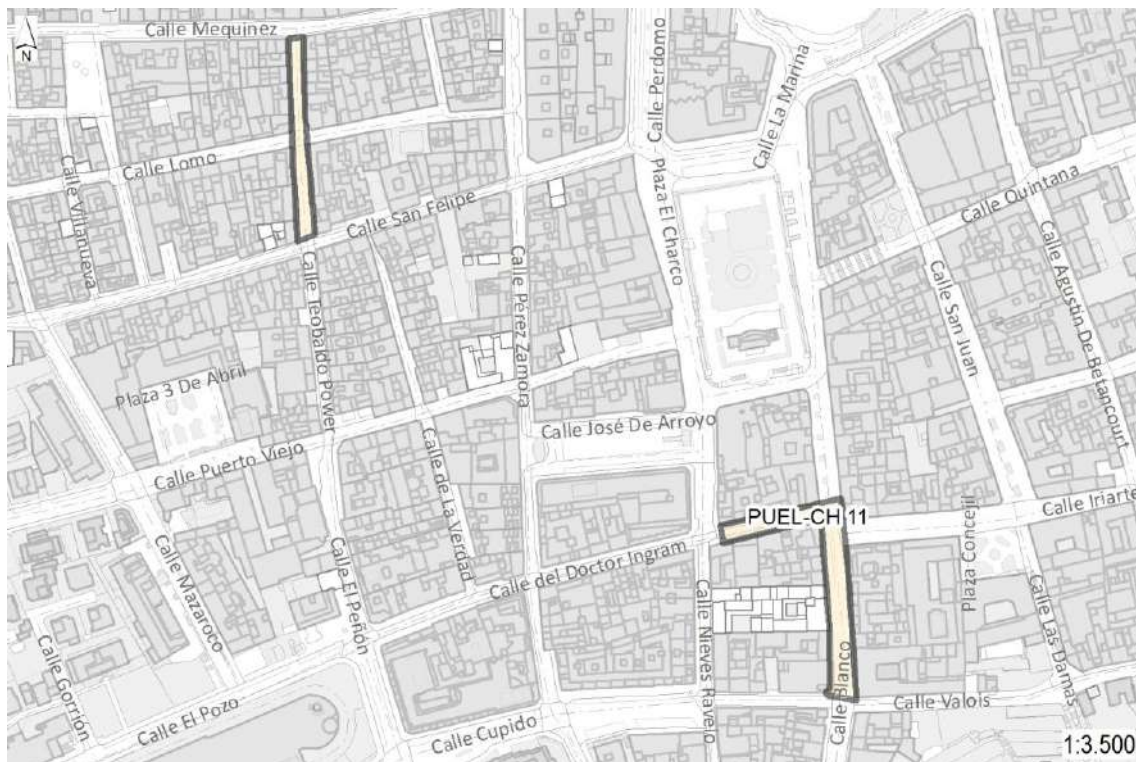 Calle Mequinez
N
Calle Perdomo
Calle La Marina
Calle Lomo
Calle Villanueva
Calle San Felipe
Plaza El Charco
Calle Quintana
Calle Teobaldo Power
Calle Pérez Zamora
Calle San Juan
Calle Agustín De Betancourt
Plaza 3 De Abril
Calle José De Arroyo
Calle Puerto Viejo
Calle de La Verdad
PUEL-CH 11
Calle Iriarte
Plaza Concejil
Calle del Doctor Ingram
Calle Mazaroco
Calle El Peñón
Calle Nieves Ravelo
Calle Blanco
Calle Las Damas
Calle Gorrión
Calle El Pozo
Calle Cupido
Calle Valois
1:3.500